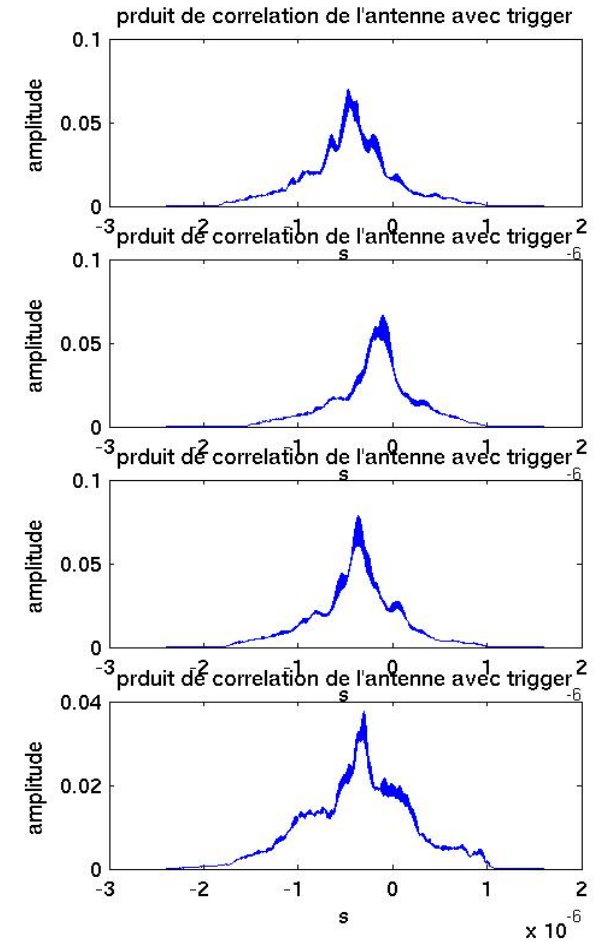 prduit de correlation de l'antenne avec trigger
0.1
0.05
0
amplitude
-3 -2 -1 0 1 2
s
-6
prduit de correlation de l'antenne avec trigger
0.1
0.05
0
amplitude
-3 -2 -1 0 1 2
s
-6
prduit de correlation de l'antenne avec trigger
0.1
0.05
0
amplitude
-3 -2 -1 0 1 2
s
-6
prduit de correlation de l'antenne avec trigger
0.04
0.02
0
amplitude
-3 -2 -1 0 1 2
s
x 10-6